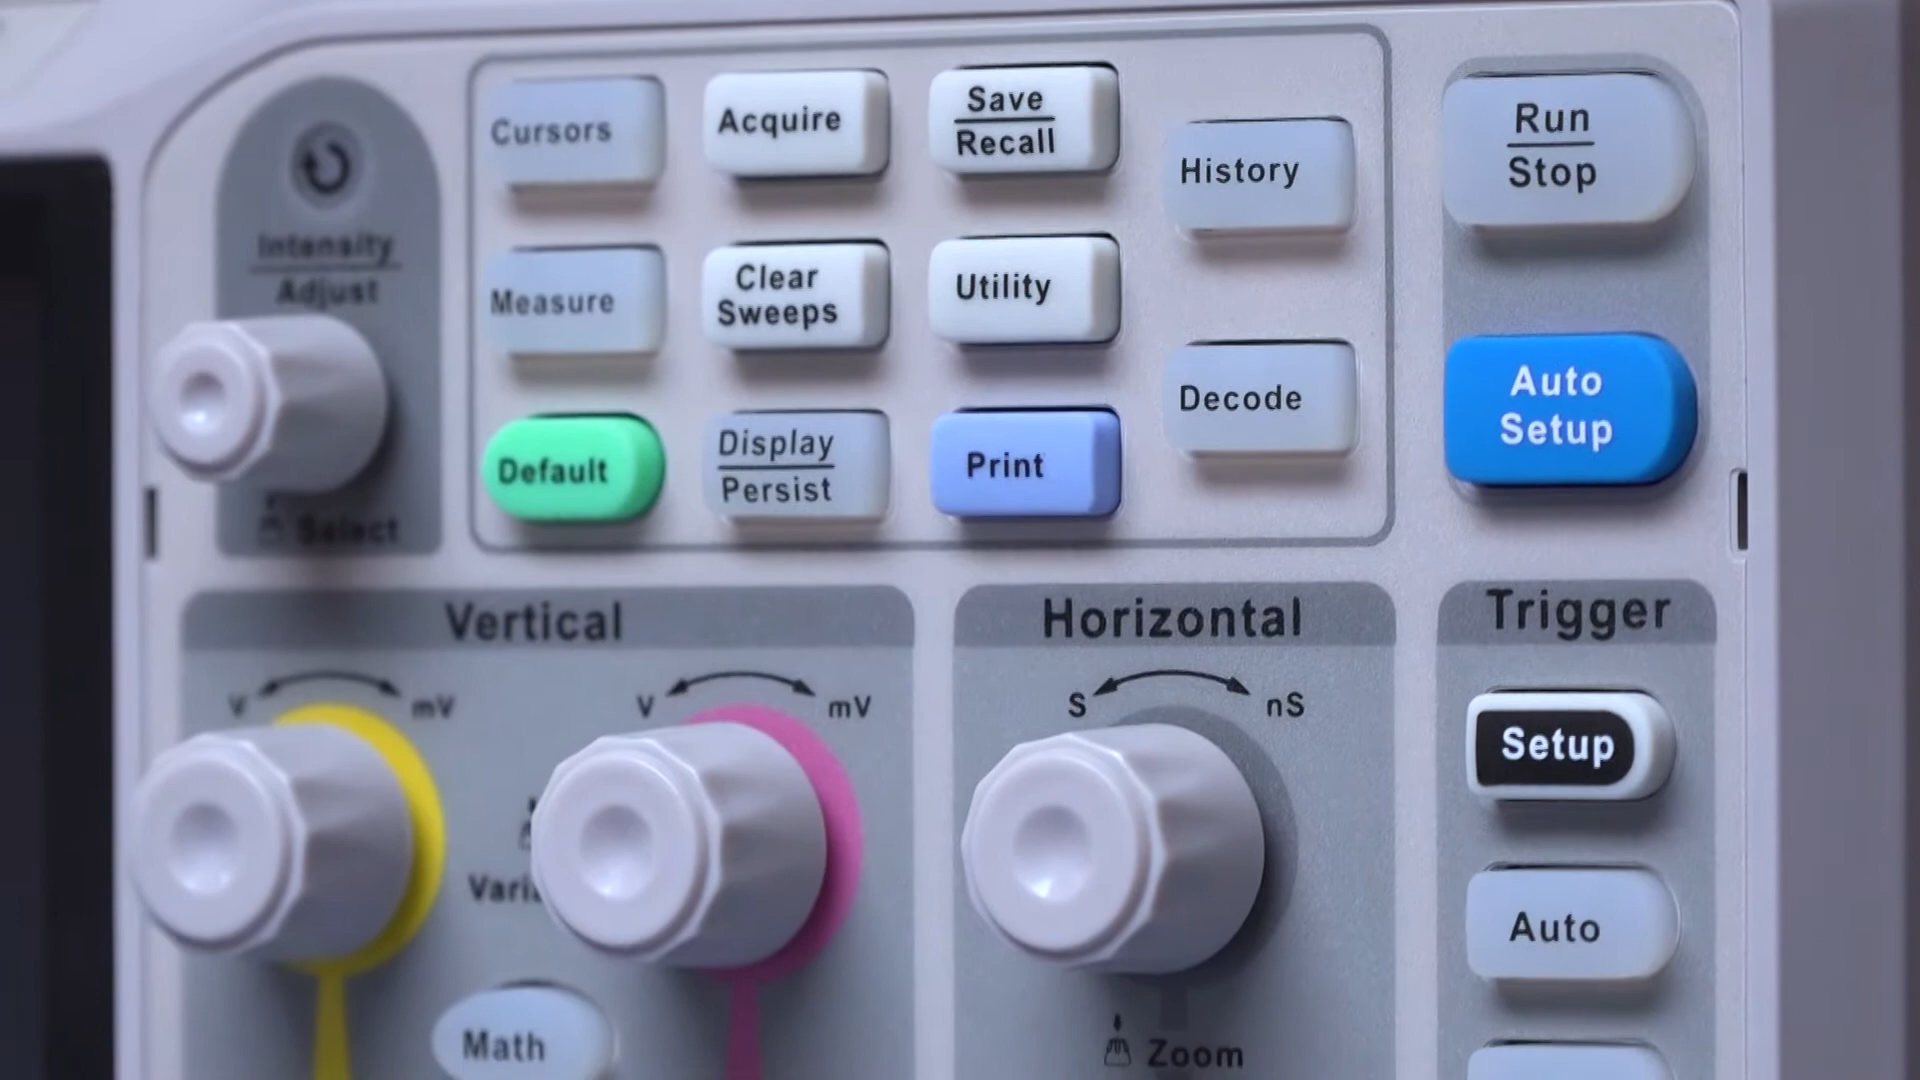 Intensity
Adjust
Select
Cursors
Acquire
Save
Recall
History
Measure
Clear
Sweeps
Utility
Decode
Default
Display
Persist
Print
Run
Stop
Auto
Setup
Vertical
V
mV
V
mV
Math
Horizontal
S
nS
Zoom
Trigger
Setup
Auto